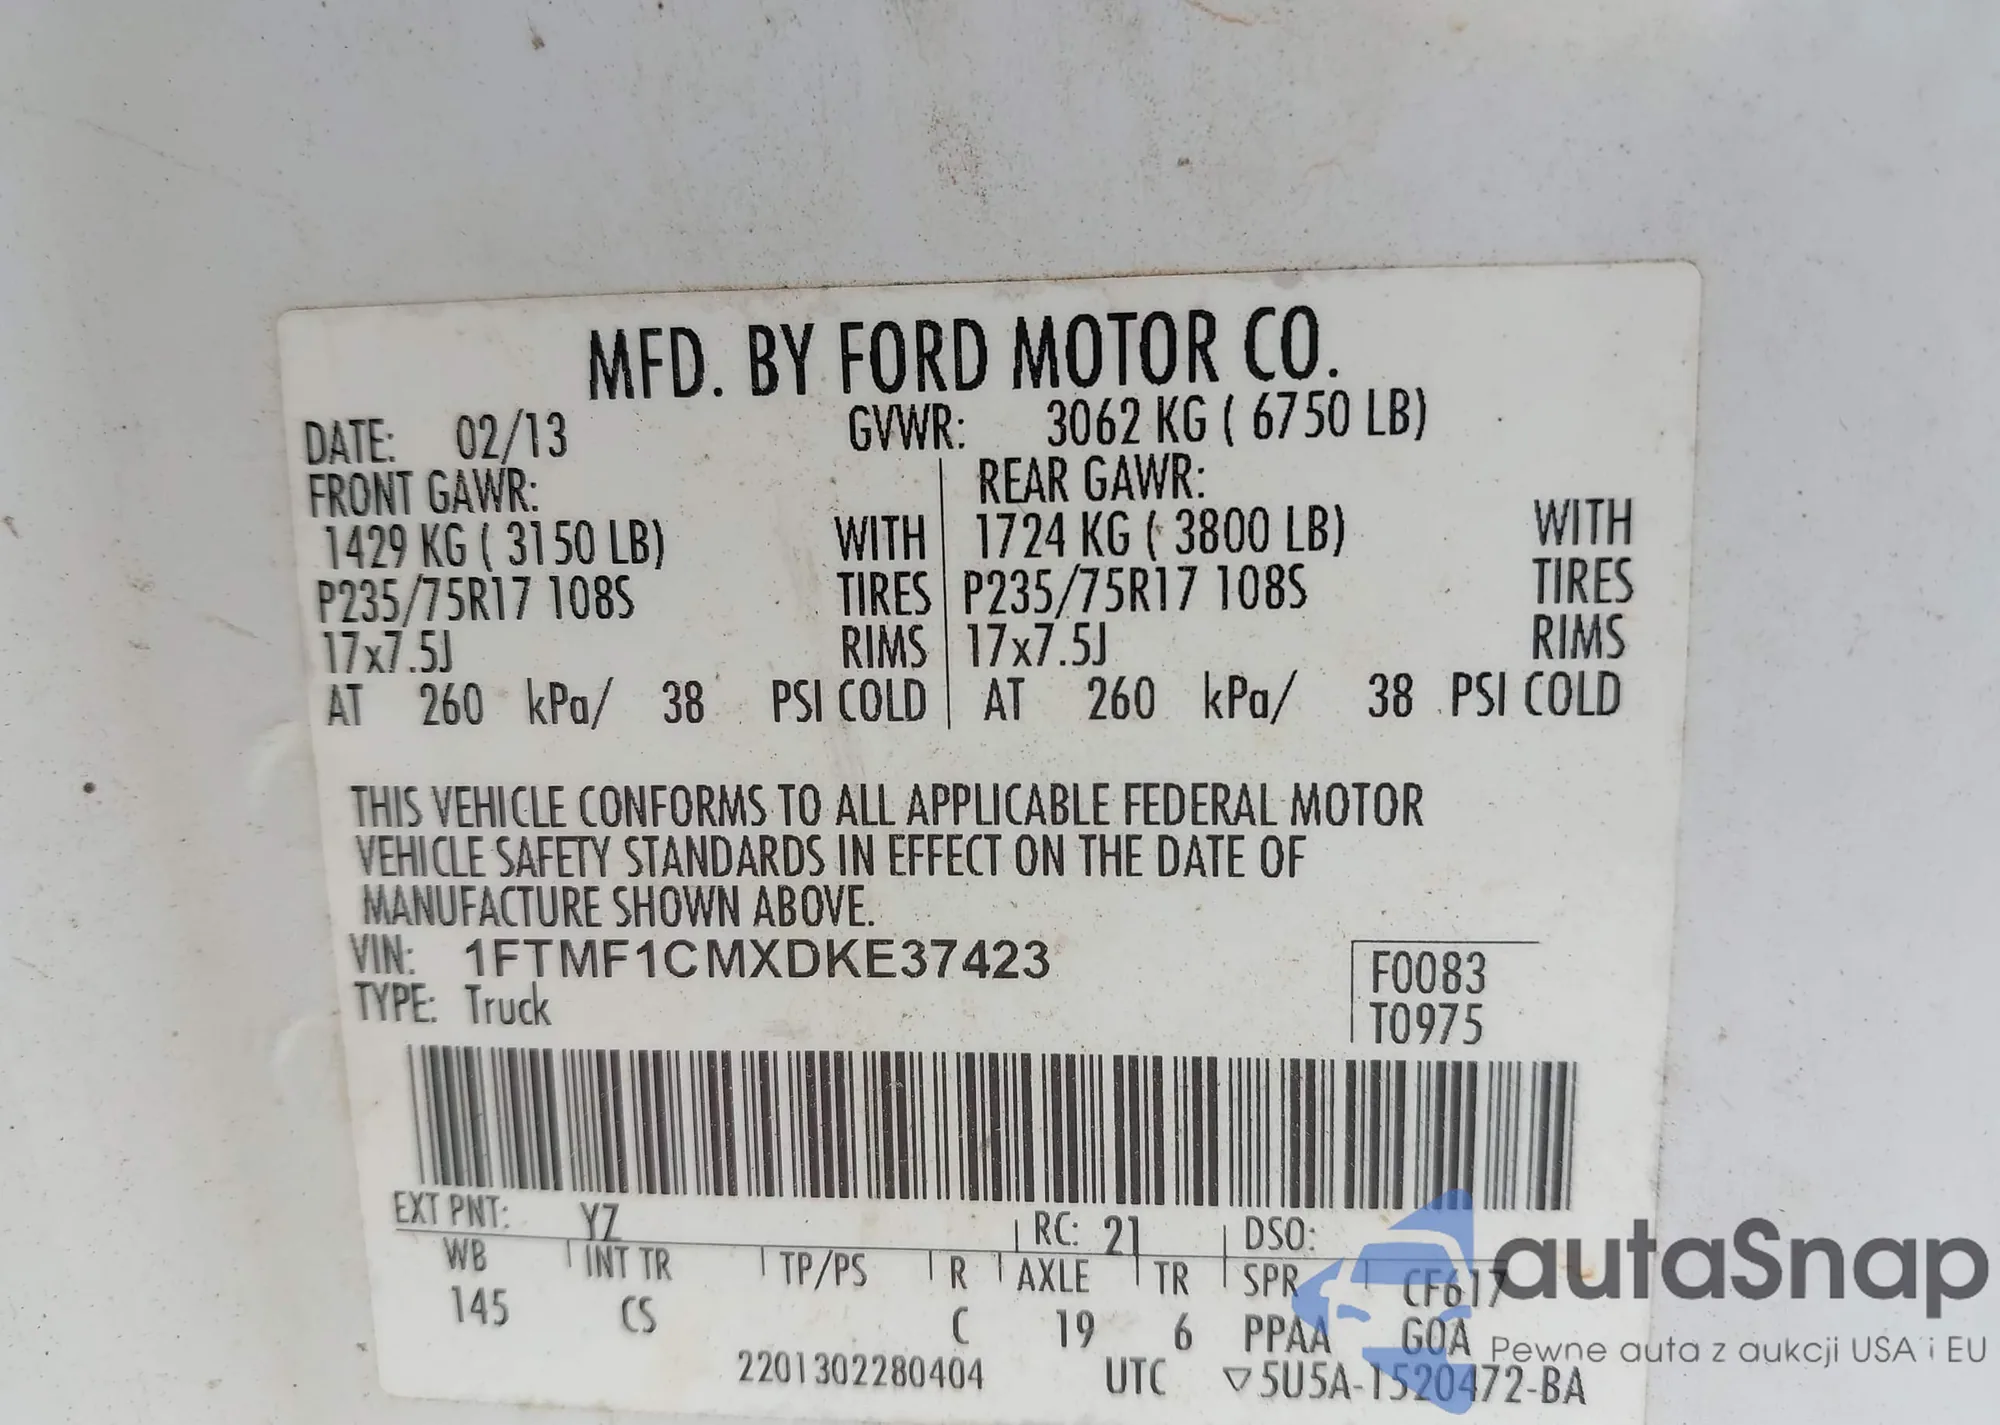 MFD. BY FORD MOTOR CO.
DATE: 02/13 GVWR: 3062 KG ( 6750 LB)
FRONT GAWR: REAR GAWR:
1429 KG ( 3150 LB) WITH 1724 KG ( 3800 LB) WITH
P235/75R17 108S TIRES P235/75R17 108S TIRES
17x7.5J RIMS 17x7.5J RIMS
AT 260 kPa/ 38 PSI COLD AT 260 kPa/ 38 PSI COLD
THIS VEHICLE CONFORMS TO ALL APPLICABLE FEDERAL MOTOR
VEHICLE SAFETY STANDARDS IN EFFECT ON THE DATE OF
MANUFACTURE SHOWN ABOVE.
VIN: 1FTMF1CMXDKE37423 F0083
TYPE: Truck T0975
EXT PNT: YZ RC: 21 DSO:
WB INT TR TP/PS R AXLE TR SPR CF617
145 CS C 19 6 PPAA GOA
2201302280404 UTC ▽5U5A-1520472-BA
autaSnap
Pewne auta z aukcji USA i EU